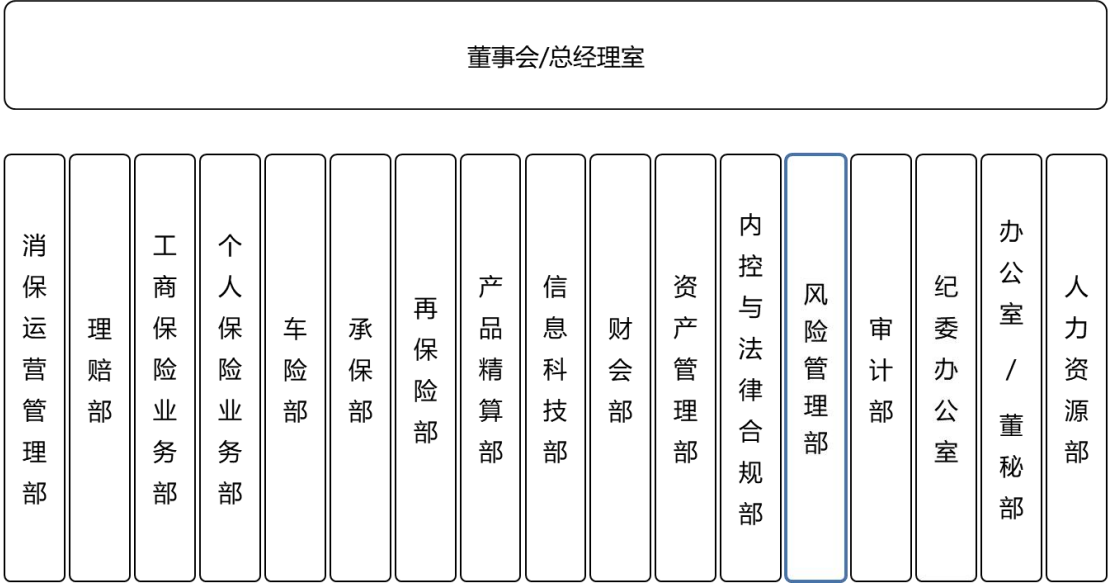 董事会/总经理室
消保运营管理部
理赔部
工商保险业务部
个人保险业务部
车险部
承保部
再保险部
产品精算部
信息科技部
财会部
资产管理部
内控与法律合规部
风险管理部
审计部
纪委办公室
办公室/董秘部
人力资源部